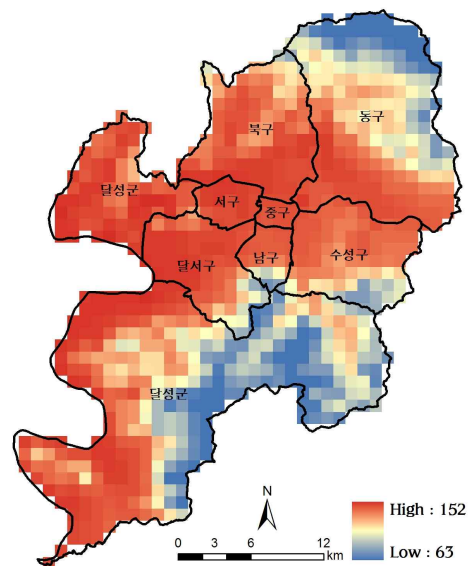 북구
동구
달성군
서구
중구
달서구
남구
수성구
달성군
N
High : 152
Low : 63
0 3 6 12
km